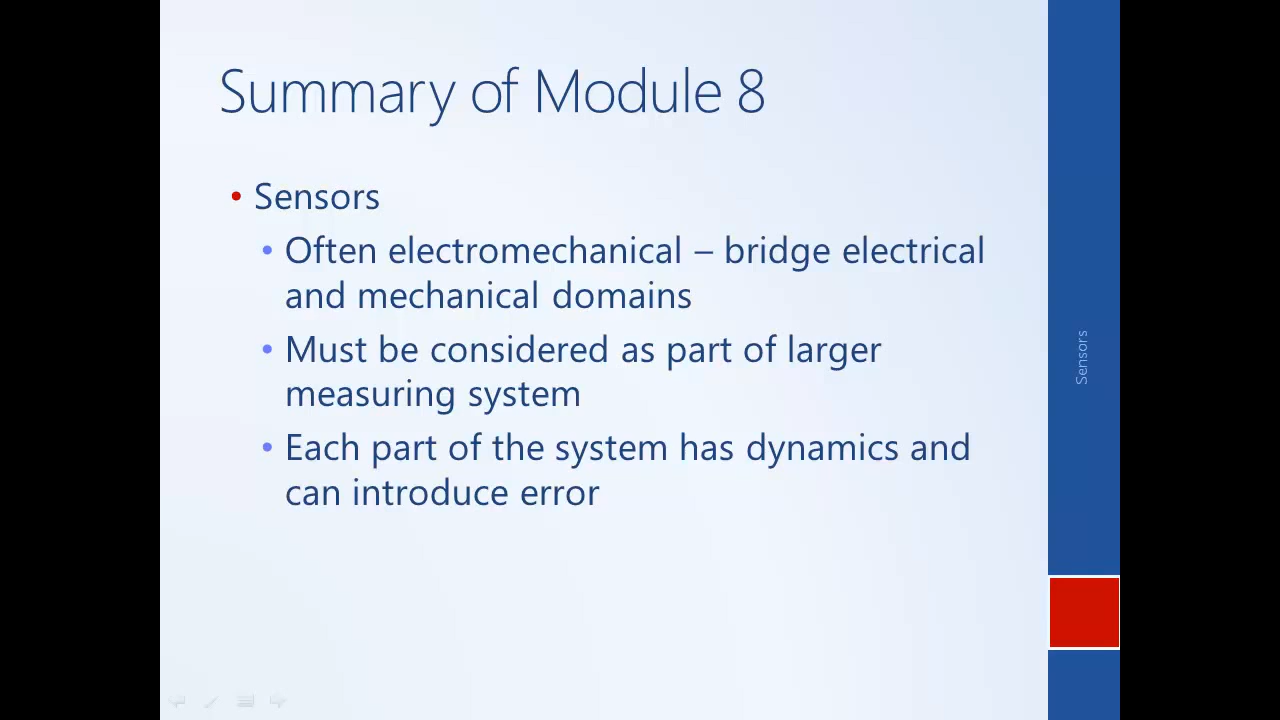 Summary of Module 8
• Sensors
• Often electromechanical – bridge electrical
and mechanical domains
• Must be considered as part of larger
measuring system
• Each part of the system has dynamics and
can introduce error
Sensors